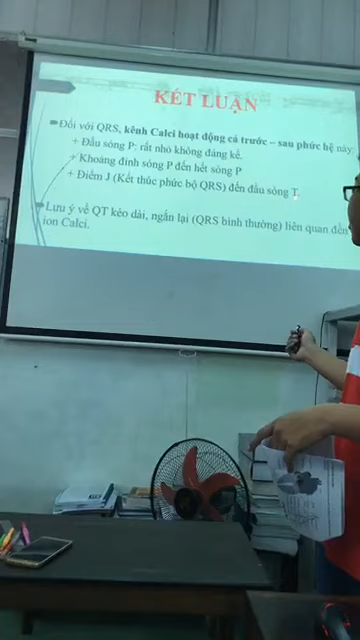 KẾT LUẬN
Đối với QRS, kênh Calci hoạt động cả trước – sau phức hệ này.
+ Đầu sóng P: rất nhỏ không đáng kể.
+ Khoảng đỉnh sóng P đến hết sóng P
+ Điểm J (Kết thúc phức bộ QRS) đến đầu sóng T.
Lưu ý về QT kéo dài, ngắn lại (QRS bình thường) liên quan đến
ion Calci.